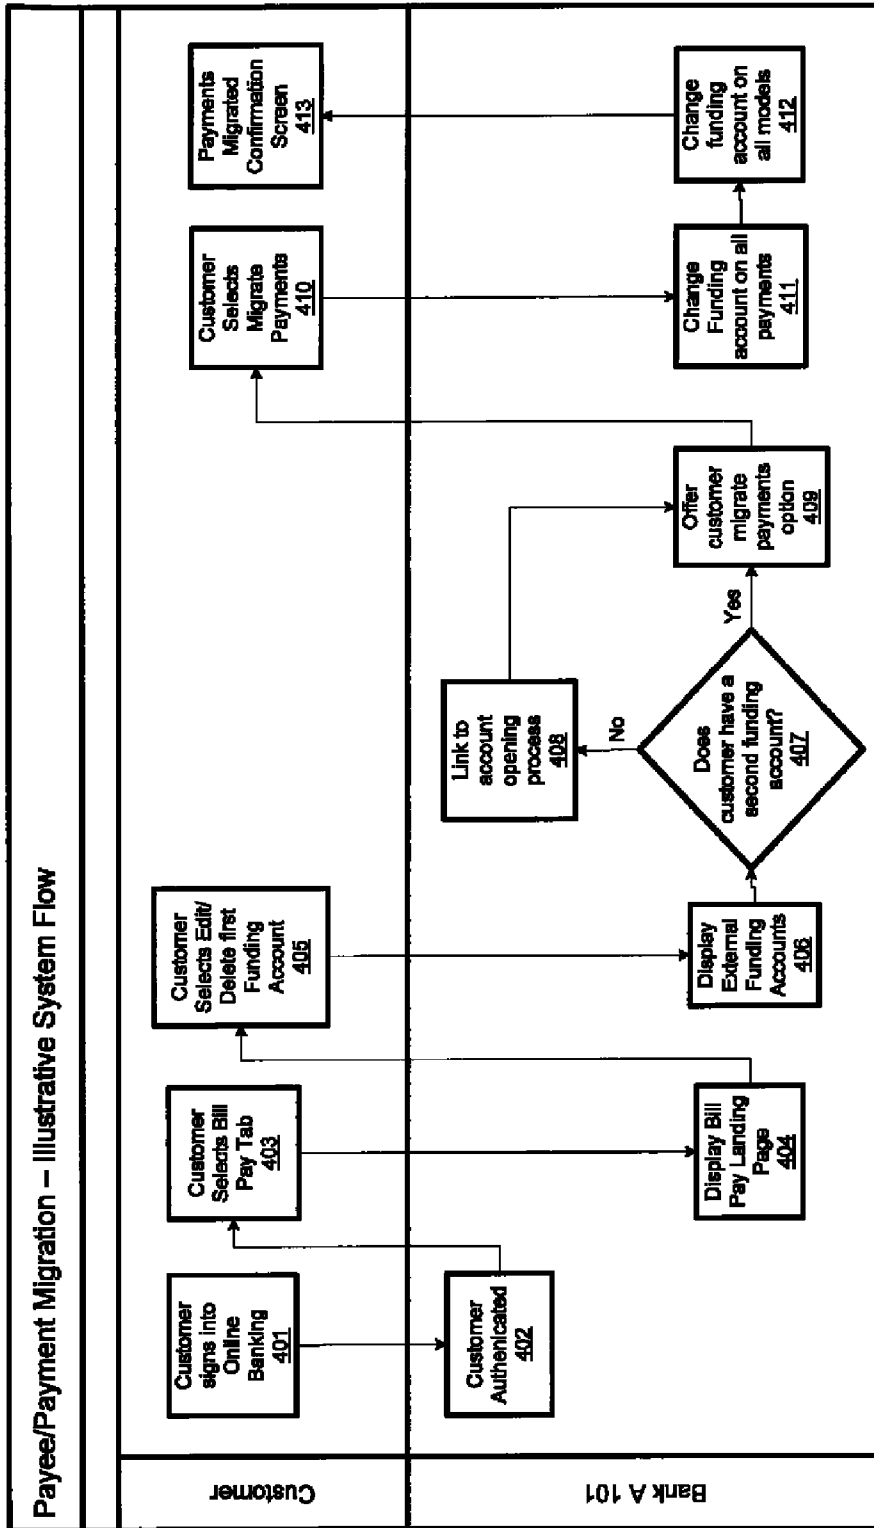 Payee/Payment Migration – Illustrative System Flow
Customer
Customer
signs into
Online
Banking
401
Customer
Selects Bill
Pay Tab
403
Customer
Selects Edit/
Delete first
Funding
Account
405
Customer
Selects
Migrate
Payments
410
Payments
Migrated
Confirmation
Screen
413
Bank A 101
Customer
Authenicated
402
Display Bill
Pay Landing
Page
404
Display
External
Funding
Accounts
406
Does
customer have a
second funding
account?
407
No
Yes
Link to
account
opening
process
408
Offer
customer
migrate
payments
option
409
Change
Funding
account on all
payments
411
Change
funding
account on
all models
412